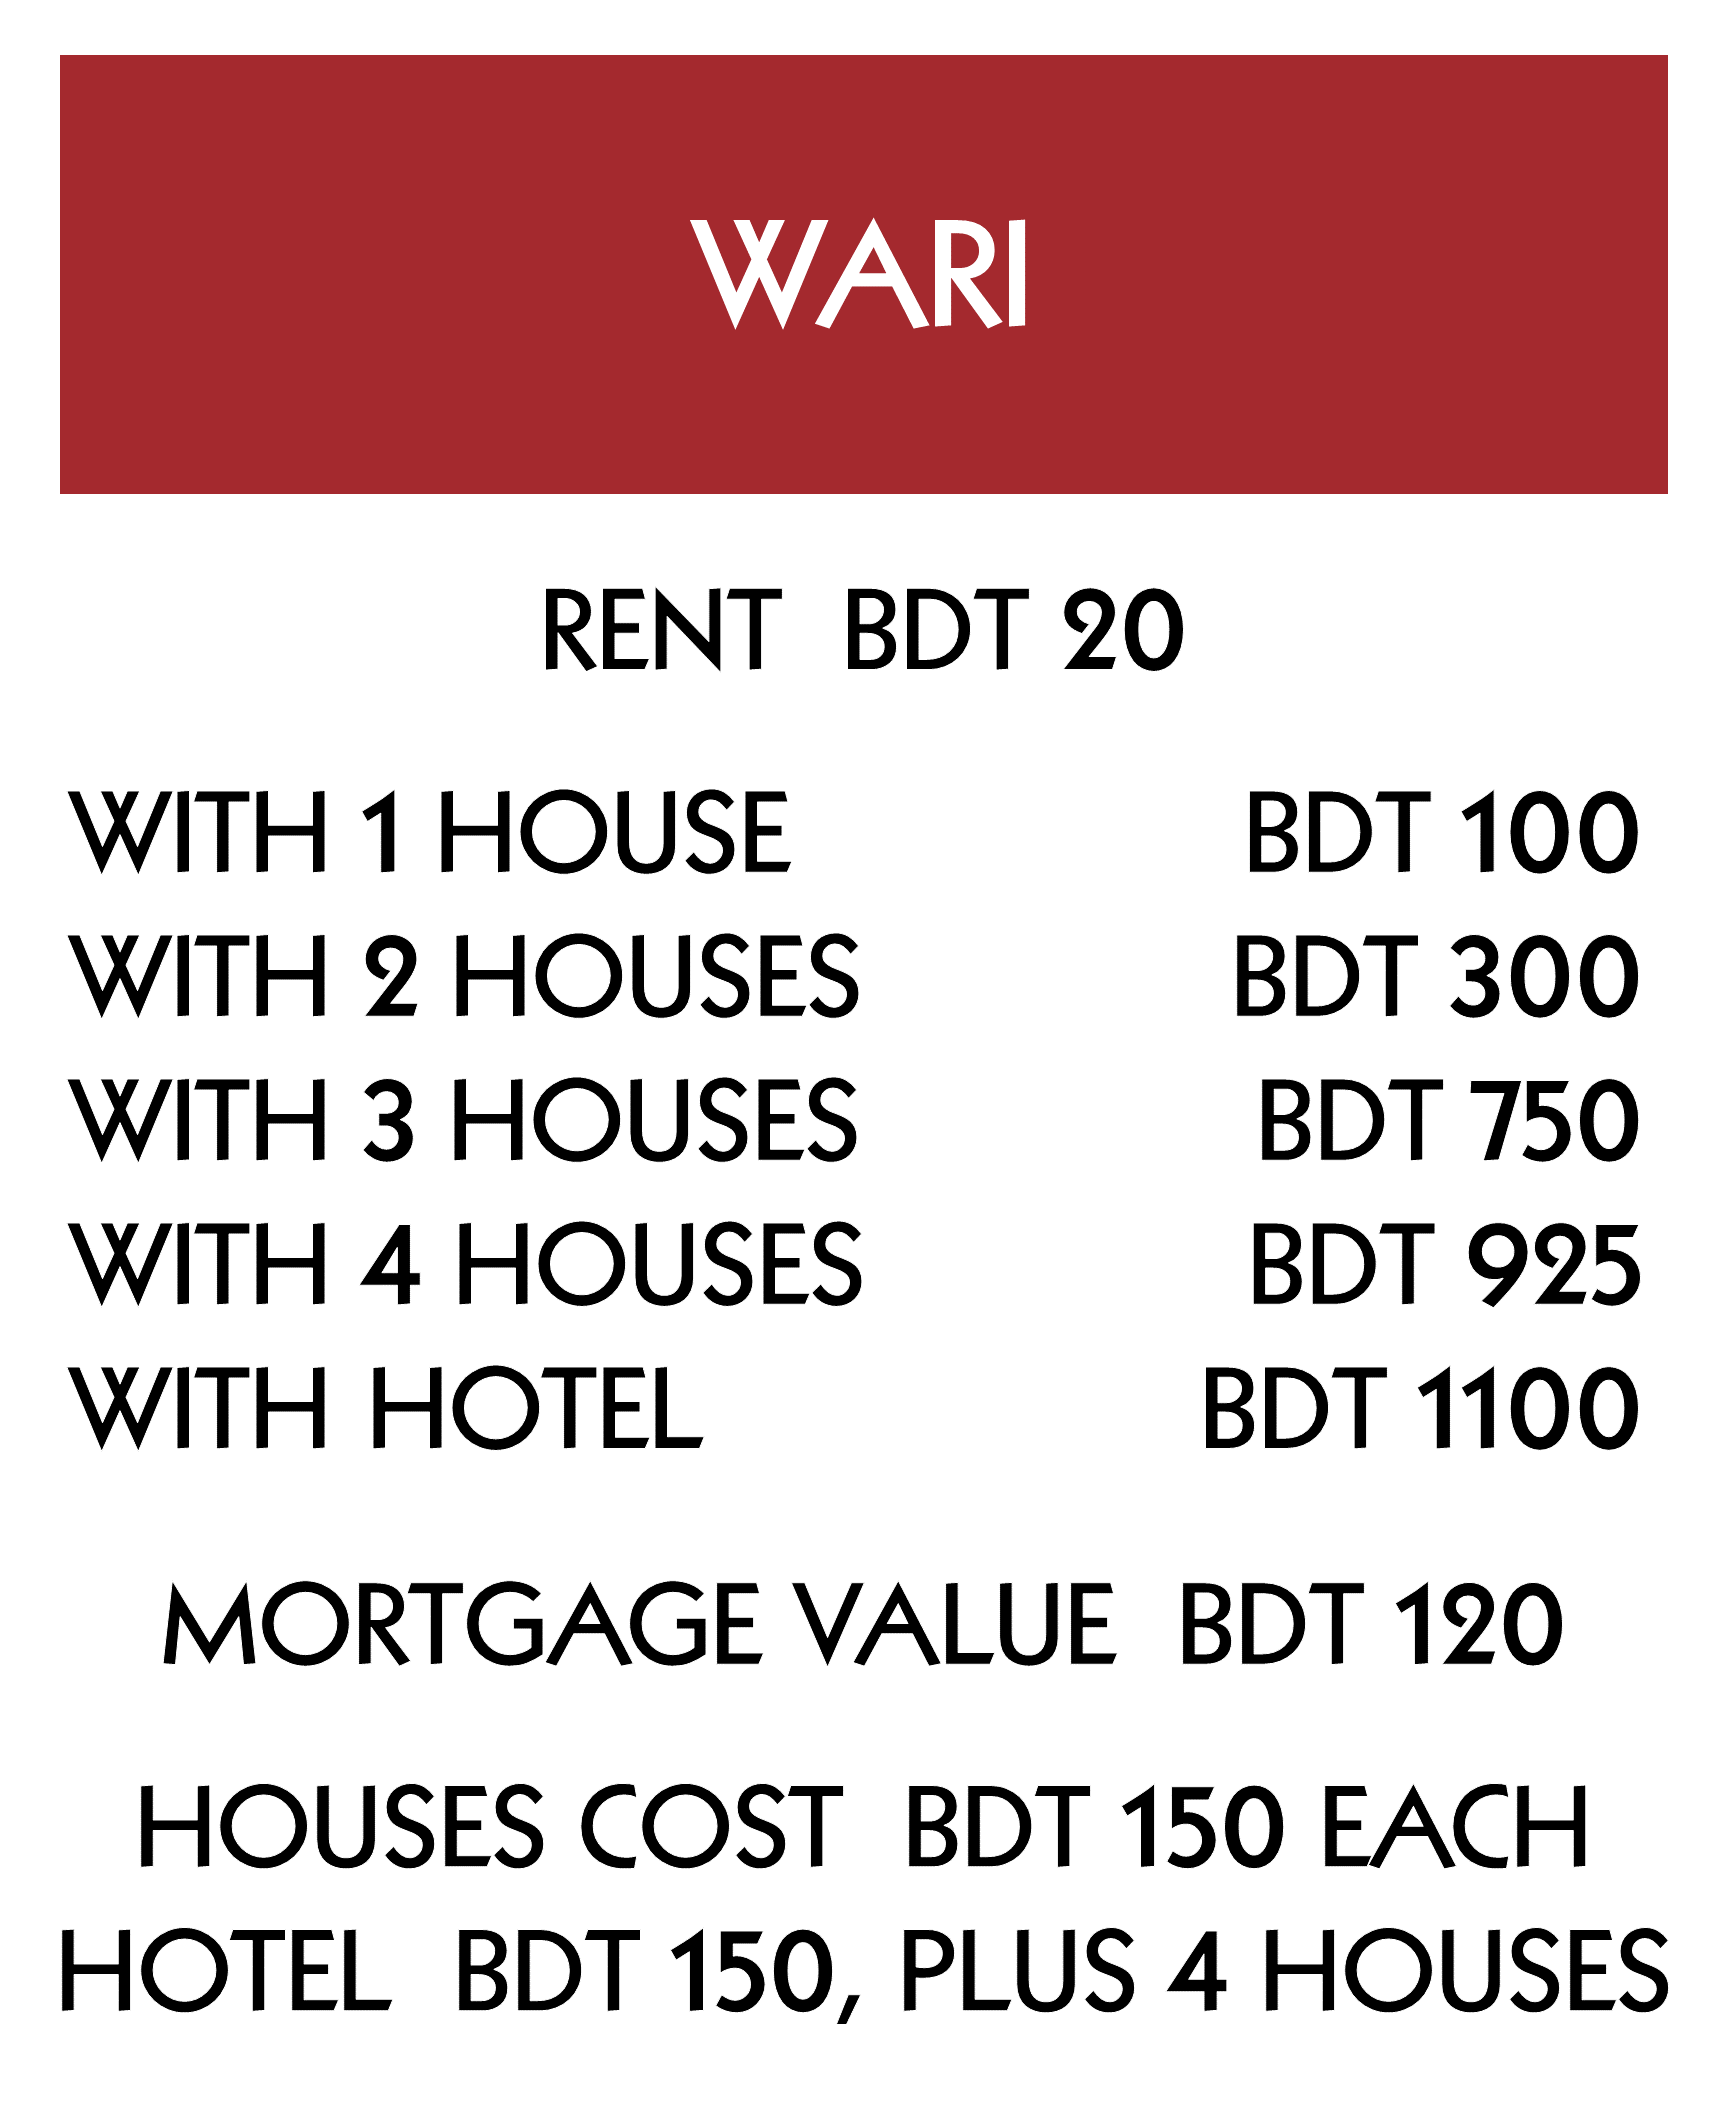 WARI
RENT BDT 20
WITH 1 HOUSE BDT 100
WITH 2 HOUSES BDT 300
WITH 3 HOUSES BDT 750
WITH 4 HOUSES BDT 925
WITH HOTEL BDT 1100
MORTGAGE VALUE BDT 120
HOUSES COST BDT 150 EACH
HOTEL BDT 150, PLUS 4 HOUSES